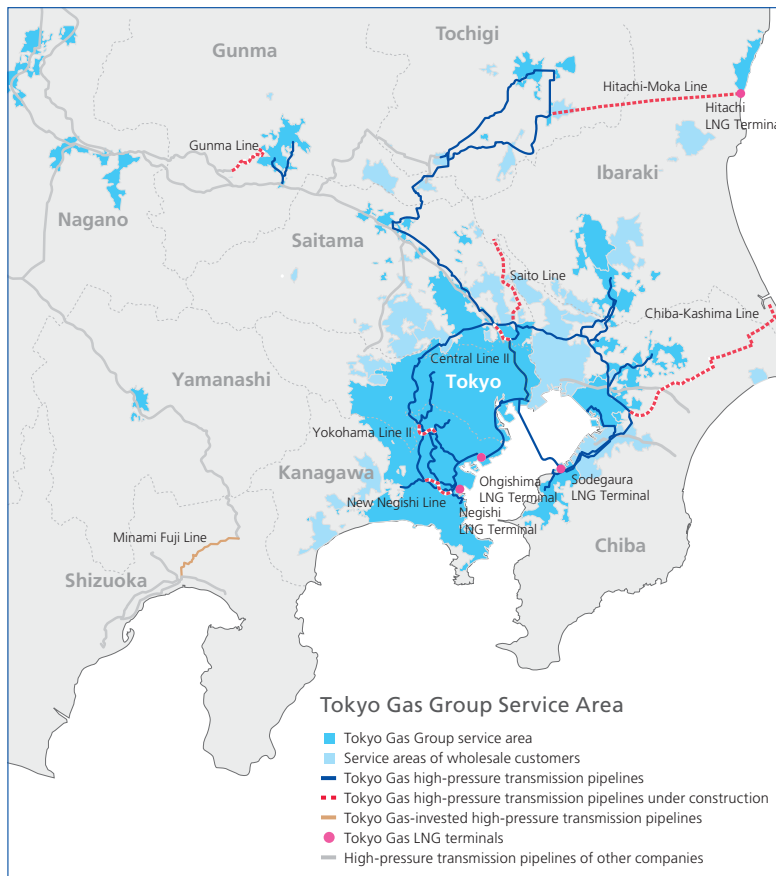 Tochigi
Gunma
Hitachi-Moka Line
Hitachi
LNG Terminal
Gunma Line
Ibaraki
Nagano
Saitama
Saito Line
Chiba-Kashima Line
Central Line II
Yamanashi
Tokyo
Yokohama Line II
Kanagawa
Ohgishima
LNG Terminal
Sodegaura
LNG Terminal
New Negishi Line
Negishi
LNG Terminal
Minami Fuji Line
Chiba
Shizuoka
Tokyo Gas Group Service Area
Tokyo Gas Group service area
Service areas of wholesale customers
Tokyo Gas high-pressure transmission pipelines
Tokyo Gas high-pressure transmission pipelines under construction
Tokyo Gas-invested high-pressure transmission pipelines
Tokyo Gas LNG terminals
High-pressure transmission pipelines of other companies